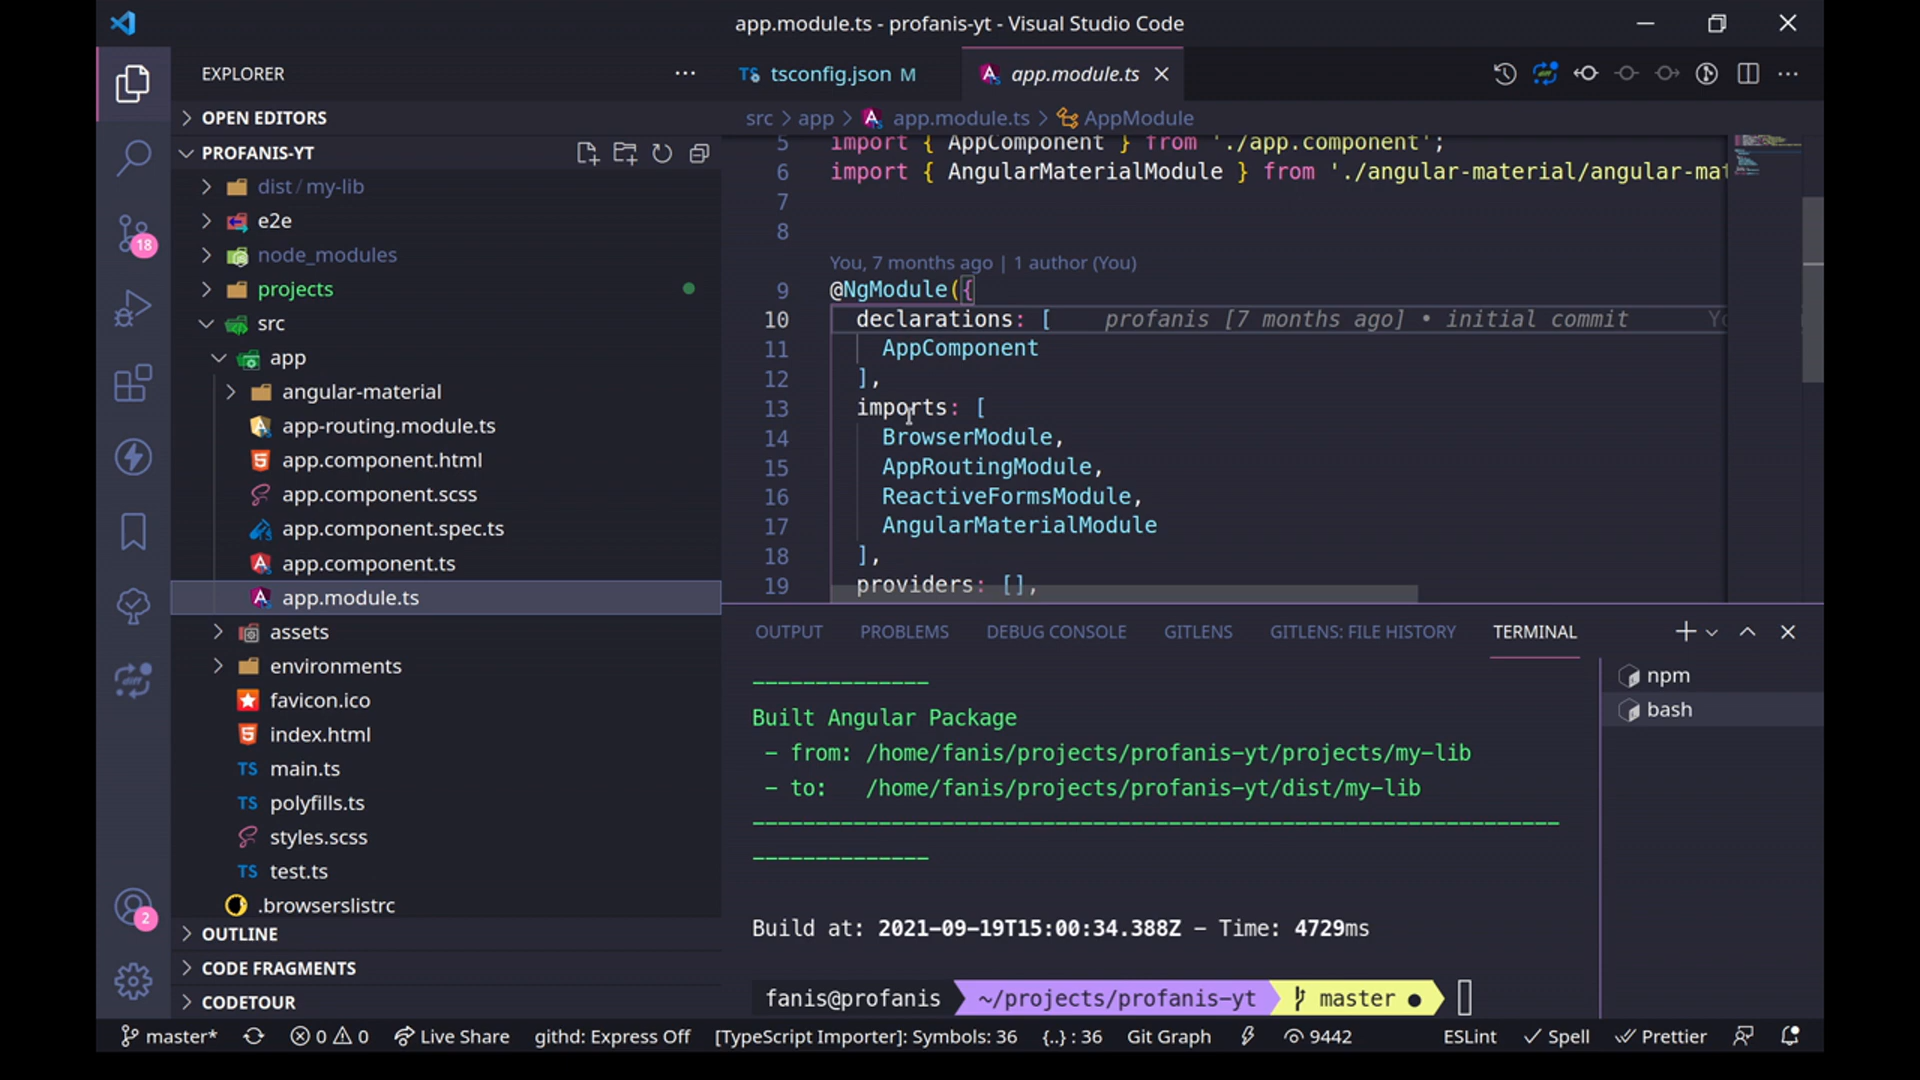 app.module.ts - profanis-yt - Visual Studio Code
EXPLORER
OPEN EDITORS
PROFANIS-YT
dist / my-lib
e2e
node_modules
projects
src
app
angular-material
app-routing.module.ts
app.component.html
app.component.scss
app.component.spec.ts
app.component.ts
app.module.ts
assets
environments
favicon.ico
index.html
TS main.ts
TS polyfills.ts
styles.scss
TS test.ts
.browserslistrc
OUTLINE
CODE FRAGMENTS
CODETOUR
18
2
TS tsconfig.json M
app.module.ts
src > app > app.module.ts > AppModule
5 import { AppComponent } from './app.component';
6 import { AngularMaterialModule } from './angular-material/angular-mat
7
8
You, 7 months ago | 1 author (You)
9 @NgModule({
10 declarations: [ profanis [7 months ago] • initial commit
11 AppComponent
12 ],
13 imports: [
14 BrowserModule,
15 AppRoutingModule,
16 ReactiveFormsModule,
17 AngularMaterialModule
18 ],
19 providers: [],
OUTPUT PROBLEMS DEBUG CONSOLE GITLENS GITLENS: FILE HISTORY TERMINAL
npm
bash
--------------
Built Angular Package
- from: /home/fanis/projects/profanis-yt/projects/my-lib
- to: /home/fanis/projects/profanis-yt/dist/my-lib
----------------------------------------------------------------
--------------
Build at: 2021-09-19T15:00:34.388Z - Time: 4729ms
fanis@profanis ~/projects/profanis-yt master ●
master* 0 0 Live Share githd: Express Off [TypeScript Importer]: Symbols: 36 {..} : 36 Git Graph 9442 ESLint Spell Prettier